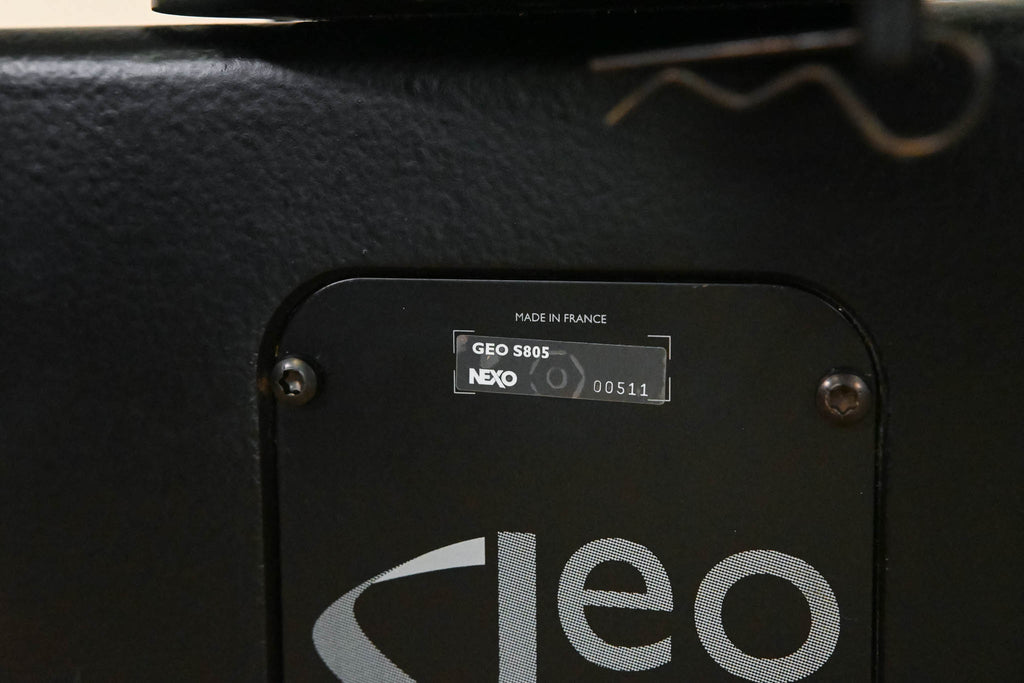 MADE IN FRANCE
GEO S805
NEXO
00511
Geo